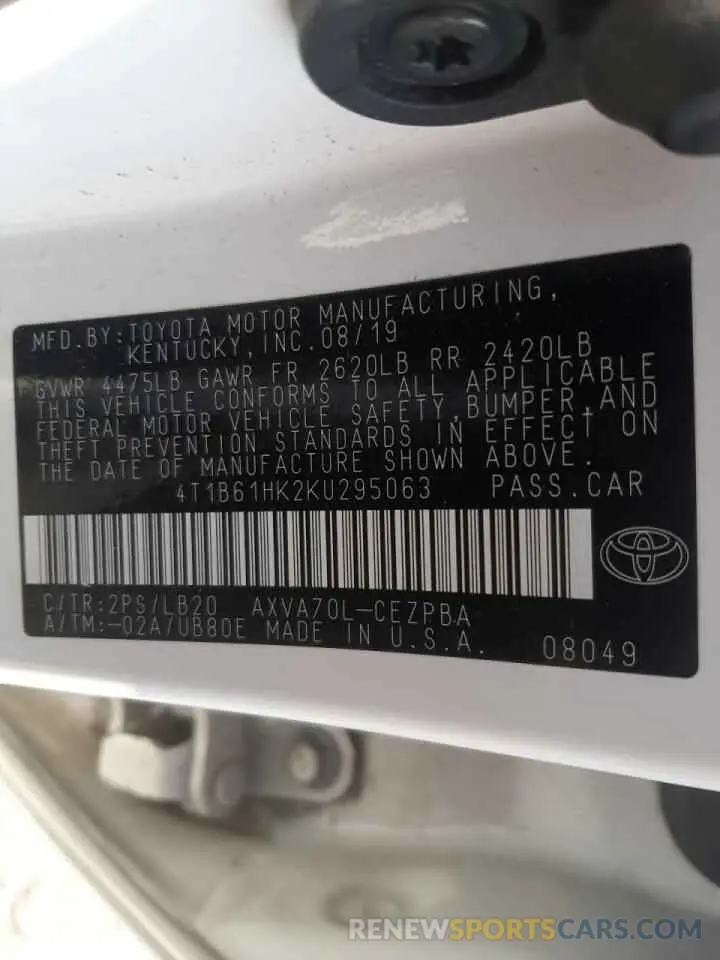 MFD.BY:TOYOTA MOTOR MANUFACTURING,
KENTUCKY,INC.08/19
GVWR 4475LB GAWR FR 2620LB RR 2420LB
THIS VEHICLE CONFORMS TO ALL APPLICABLE
FEDERAL MOTOR VEHICLE SAFETY,BUMPER,AND
THEFT PREVENTION STANDARDS IN EFFECT ON
THE DATE OF MANUFACTURE SHOWN ABOVE.
4T1B61HK2KU295063 PASS.CAR
C/TR:2PS/LB20 AXVA70L-CEZPBA
A/TM:-02A/UB80E MADE IN U.S.A. 08049
RENEWSPORTSCARS.COM